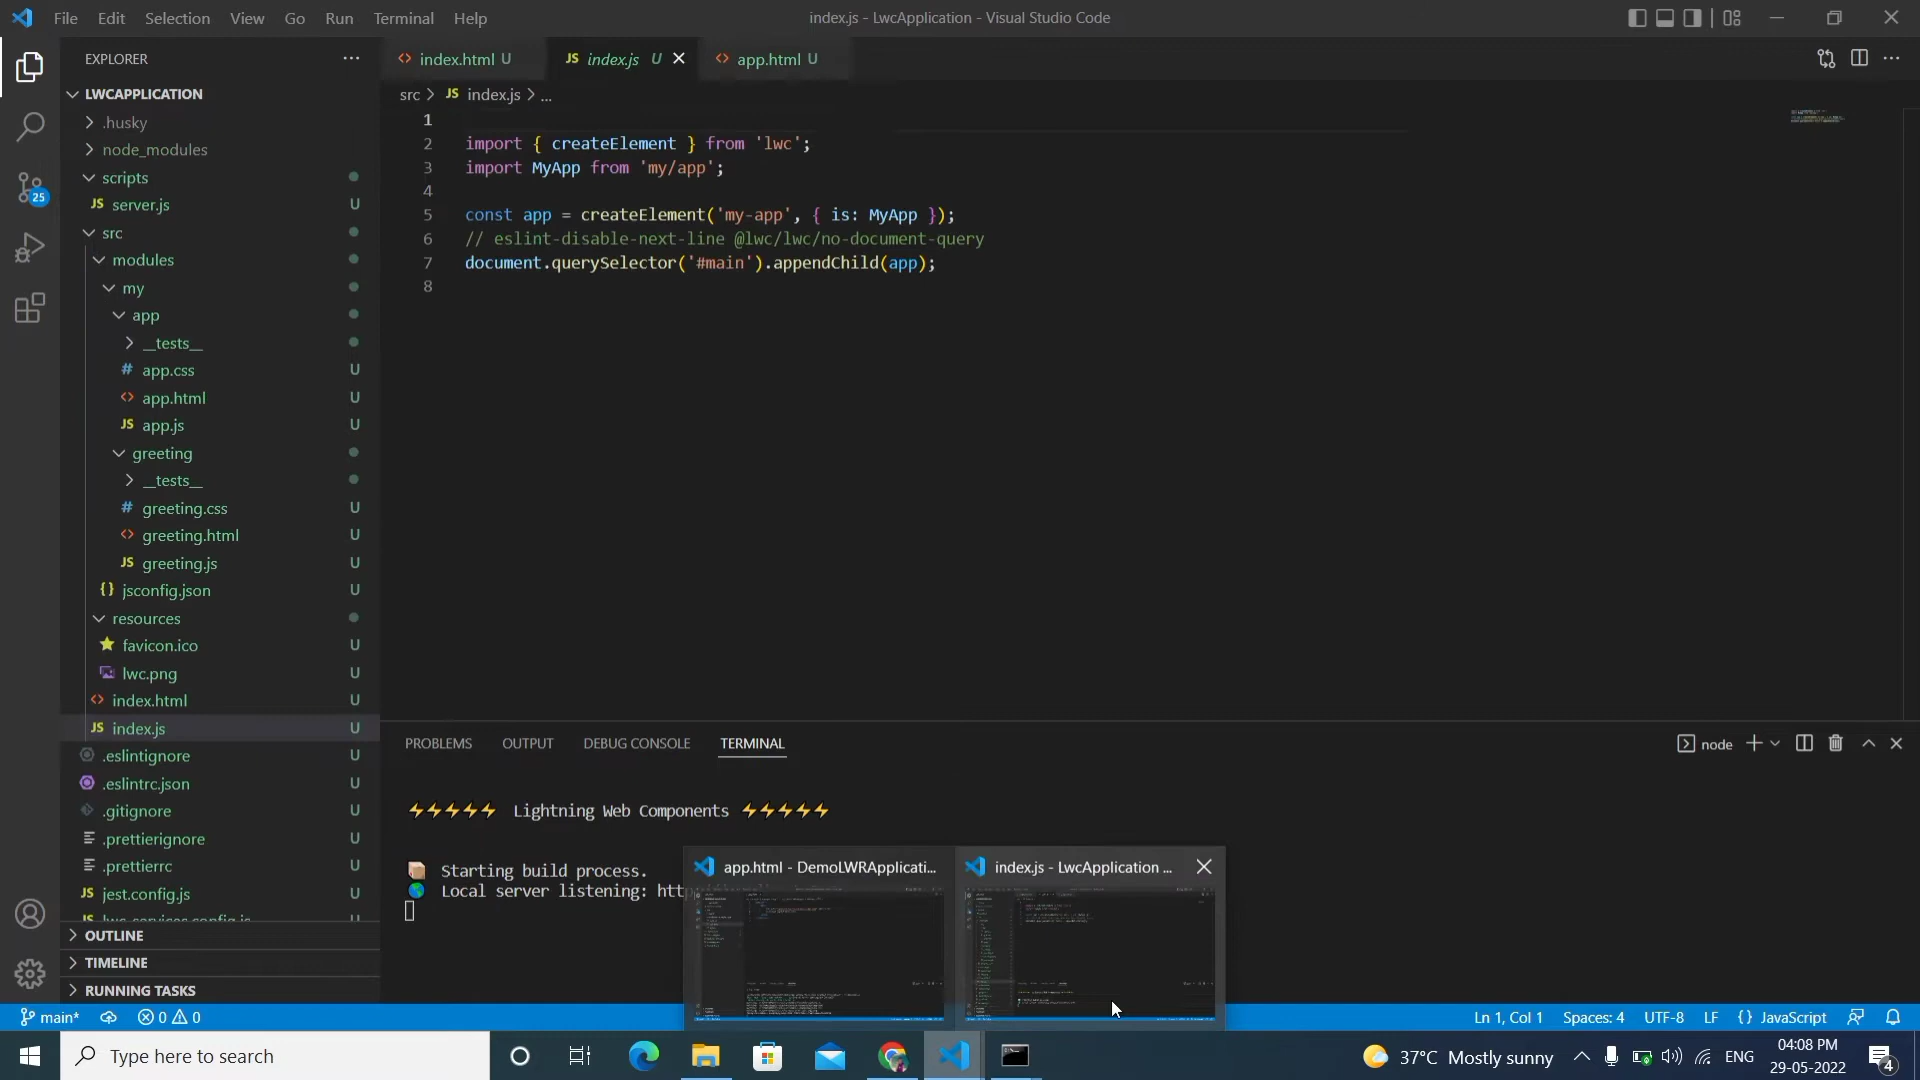 File Edit Selection View Go Run Terminal Help
index.js - LwcApplication - Visual Studio Code
EXPLORER
LWCAPPLICATION
.husky
node_modules
scripts
JS server.js U
src
modules
my
app
__tests__
# app.css U
<> app.html U
JS app.js U
greeting
__tests__
# greeting.css U
<> greeting.html U
JS greeting.js U
{} jsconfig.json U
resources
favicon.ico U
lwc.png U
<> index.html U
JS index.js U
.eslintignore U
.eslintrc.json U
.gitignore U
.prettierignore U
.prettierrc U
JS jest.config.js U
JS lwc-services.config.js U
OUTLINE
TIMELINE
RUNNING TASKS
25
<> index.html U
JS index.js U
<> app.html U
src > JS index.js > ...
1
2 import { createElement } from 'lwc';
3 import MyApp from 'my/app';
4
5 const app = createElement('my-app', { is: MyApp });
6 // eslint-disable-next-line @lwc/lwc/no-document-query
7 document.querySelector('#main').appendChild(app);
8
PROBLEMS OUTPUT DEBUG CONSOLE TERMINAL
node
Lightning Web Components
Starting build process.
Local server listening: htt
app.html - DemoLWRApplicati...
index.js - LwcApplication ...
main* 0 0
Ln 1, Col 1 Spaces: 4 UTF-8 LF {} JavaScript
Type here to search
37°C Mostly sunny
ENG
04:08 PM
29-05-2022
4